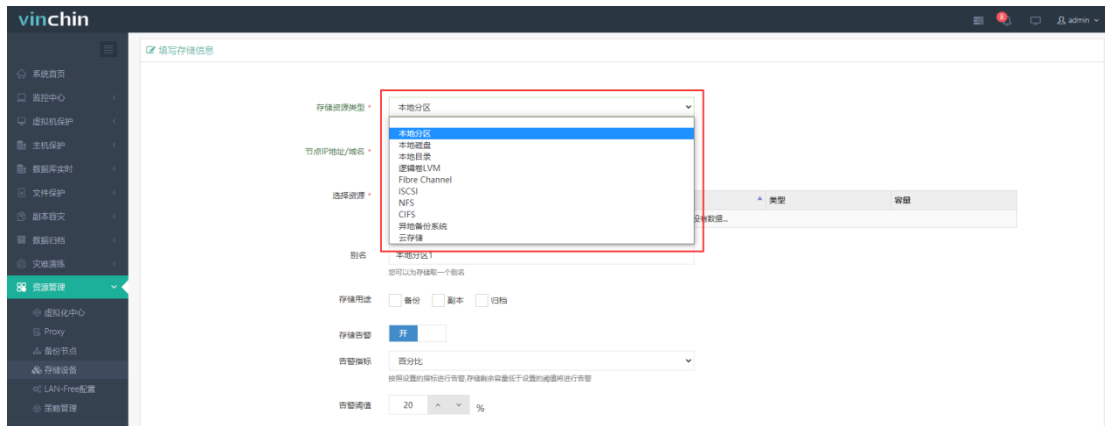 vinchin
admin
填写存储信息
系统首页
监控中心
虚拟机保护
主机保护
数据库实时
文件保护
副本容灾
数据归档
灾难演练
资源管理
虚拟化中心
Proxy
备份节点
存储设备
LAN-Free配置
策略管理
存储资源类型 *
本地分区
本地分区
本地磁盘
本地目录
逻辑卷LVM
Fibre Channel
ISCSI
NFS
CIFS
异地备份系统
云存储
节点IP地址/域名 *
选择资源 *
类型
容量
没有数据...
别名
本地分区1
您可以为存储取一个别名
存储用途
备份
副本
归档
存储告警
开
告警指标
百分比
按照设置的指标进行告警,存储剩余容量低于设置的阈值将进行告警
告警阈值
20
%